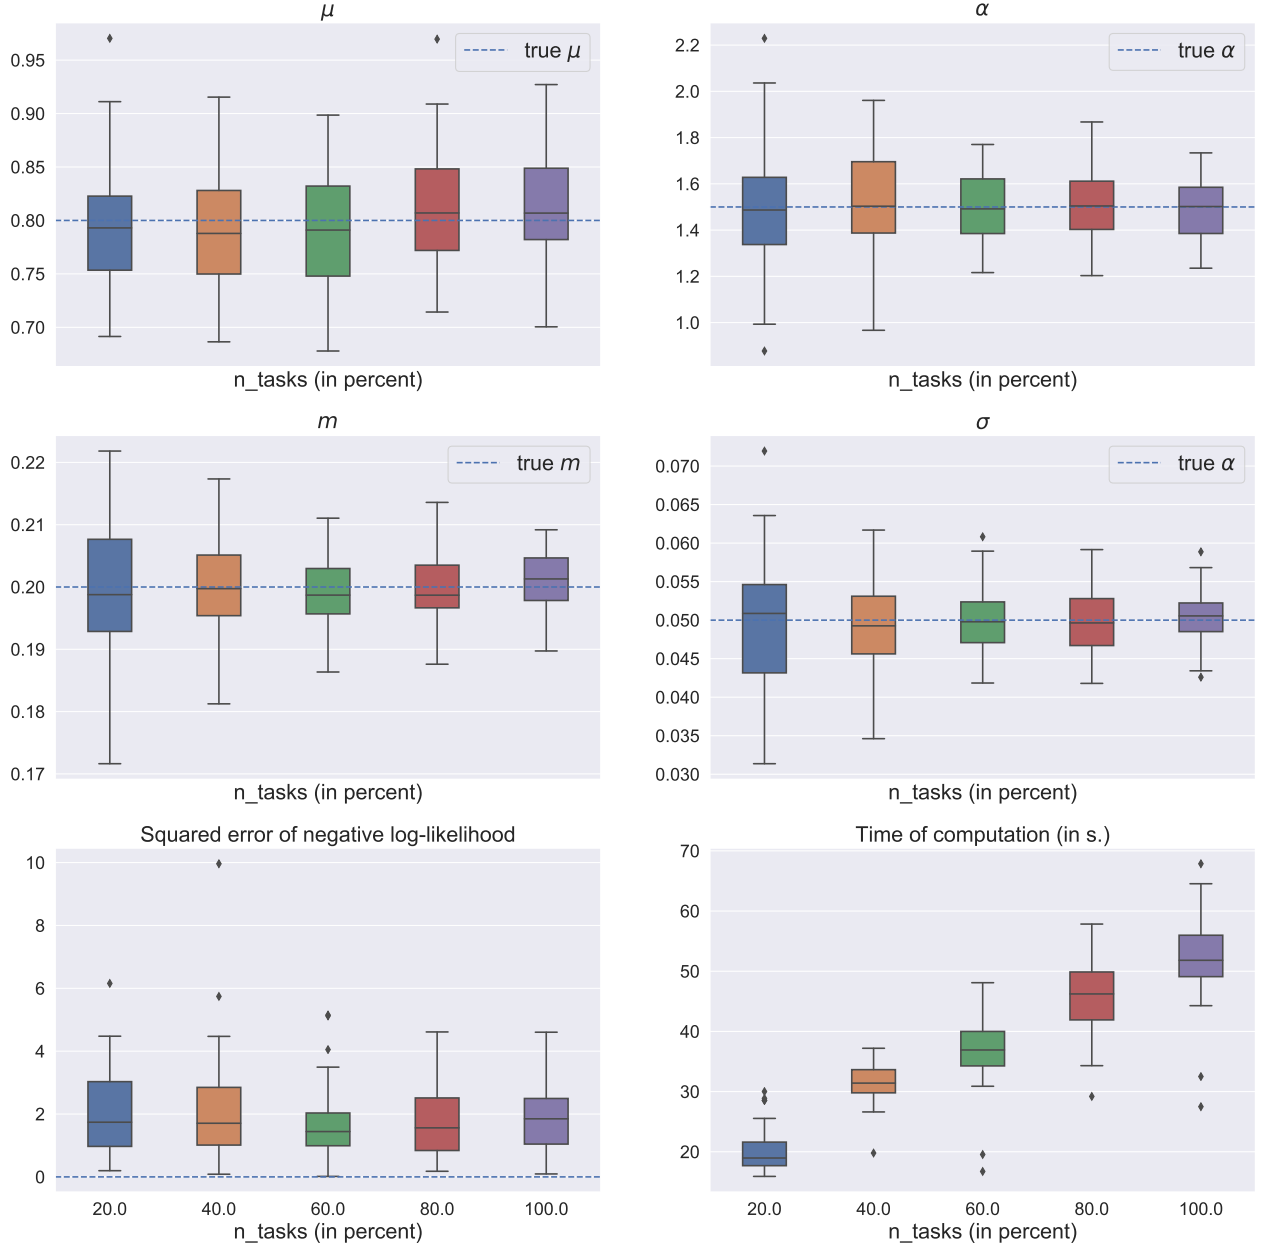 μ
0.95
0.90
0.85
0.80
0.75
0.70
true μ
n_tasks (in percent)
α
2.2
2.0
1.8
1.6
1.4
1.2
1.0
true α
n_tasks (in percent)
m
0.22
0.21
0.20
0.19
0.18
0.17
true m
n_tasks (in percent)
σ
0.070
0.065
0.060
0.055
0.050
0.045
0.040
0.035
0.030
true α
n_tasks (in percent)
Squared error of negative log-likelihood
10
8
6
4
2
0
20.0 40.0 60.0 80.0 100.0
n_tasks (in percent)
Time of computation (in s.)
70
60
50
40
30
20
20.0 40.0 60.0 80.0 100.0
n_tasks (in percent)